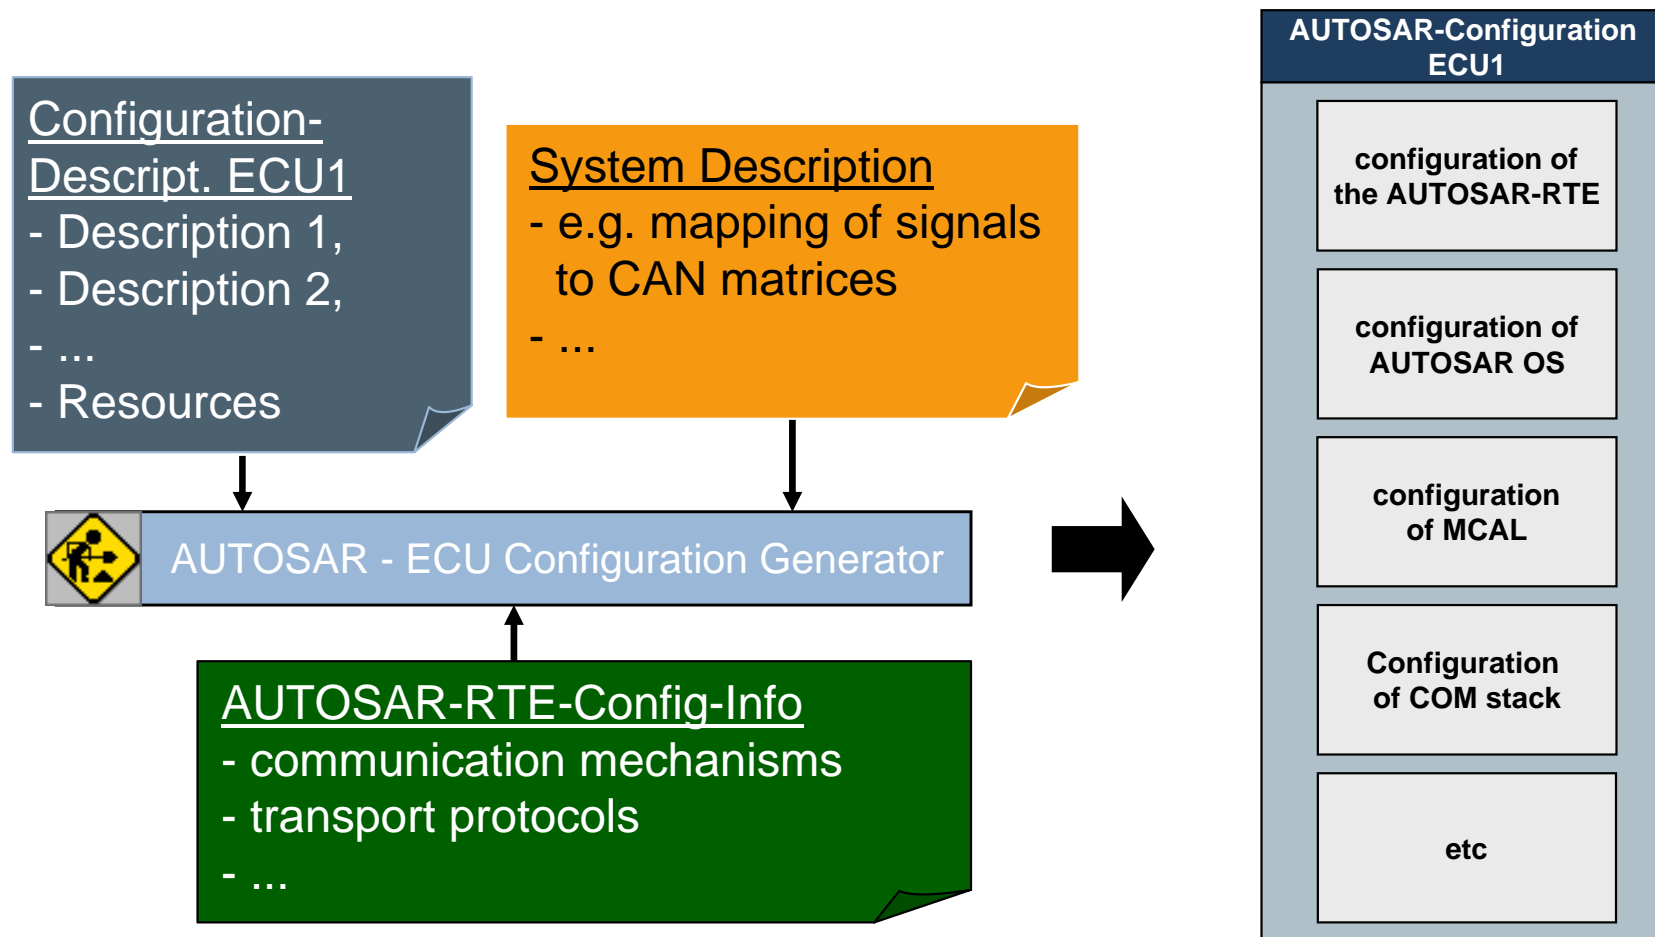 Configuration-
Descript. ECU1
- Description 1,
- Description 2,
- ...
- Resources
System Description
- e.g. mapping of signals
to CAN matrices
- ...
AUTOSAR - ECU Configuration Generator
AUTOSAR-RTE-Config-Info
- communication mechanisms
- transport protocols
- ...
AUTOSAR-Configuration
ECU1
configuration of
the AUTOSAR-RTE
configuration of
AUTOSAR OS
configuration
of MCAL
Configuration
of COM stack
etc